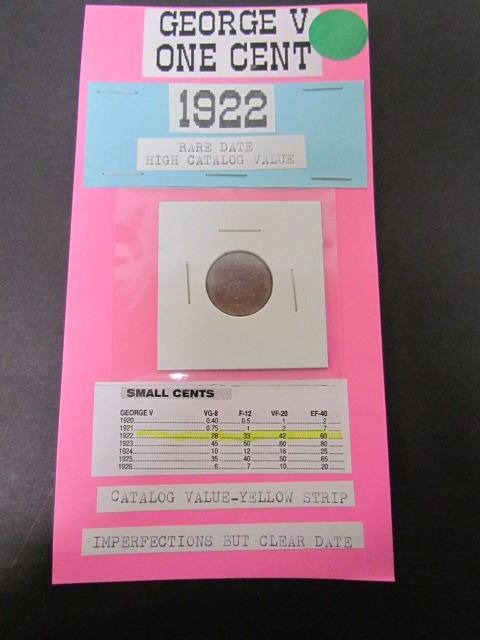 GEORGE V
ONE CENT
1922
RARE DATE
HIGH CATALOG VALUE
SMALL CENTS
GEORGE V VG-8 F-12 VF-20 EF-40
1920 0.40 0.5 1 2
1921 0.75 1 2 7
1922 28 33 42 60
1923 45 50 60 80
1924 10 12 16 25
1925 35 40 50 65
1926 6 7 10 20
CATALOG VALUE-YELLOW STRIP
IMPERFECTIONS BUT CLEAR DATE